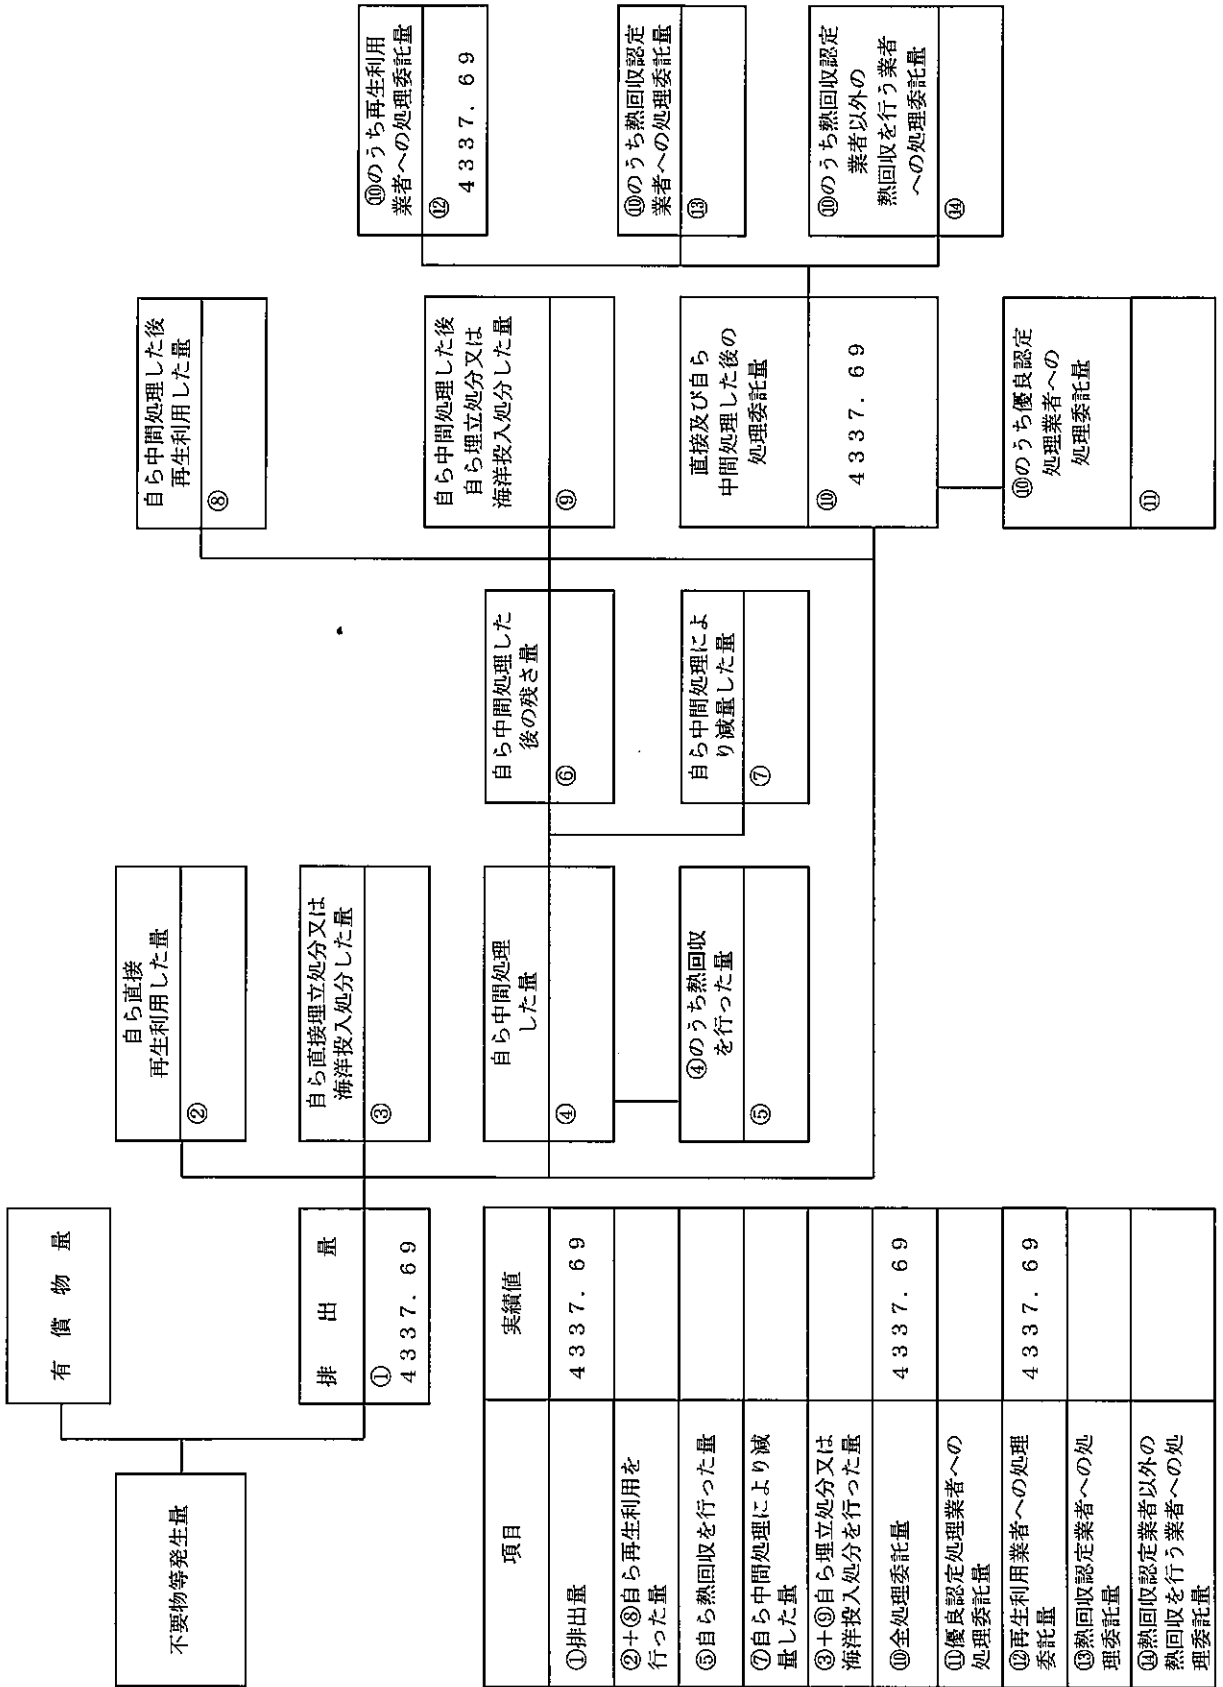 不要物等発生量
有償物量
排出量
①
4337.69
自ら直接
再生利用した量
②
自ら直接埋立処分又は
海洋投入処分した量
③
自ら中間処理
した量
④
④のうち熱回収
を行った量
⑤
自ら中間処理した
後の残さ量
⑥
自ら中間処理によ
り減量した量
⑦
自ら中間処理した後
再生利用した量
⑧
自ら中間処理した後
自ら埋立処分又は
海洋投入処分した量
⑨
直接及び自ら
中間処理した後の
処理委託量
⑩
4337.69
⑩のうち優良認定
処理業者への
処理委託量
⑪
⑩のうち再生利用
業者への処理委託量
⑫
4337.69
⑩のうち熱回収認定
業者への処理委託量
⑬
⑩のうち熱回収認定
業者以外の
熱回収を行う業者
への処理委託量
⑭
項目 実績値
①排出量 4337.69
②+⑧自ら再生利用を
行った量
⑤自ら熱回収を行った量
⑦自ら中間処理により減
量した量
③+⑨自ら埋立処分又は
海洋投入処分を行った量
⑩全処理委託量 4337.69
⑪優良認定処理業者への
処理委託量
⑫再生利用業者への処理
委託量 4337.69
⑬熱回収認定業者への処
理委託量
⑭熱回収認定業者以外の
熱回収を行う業者への処
理委託量